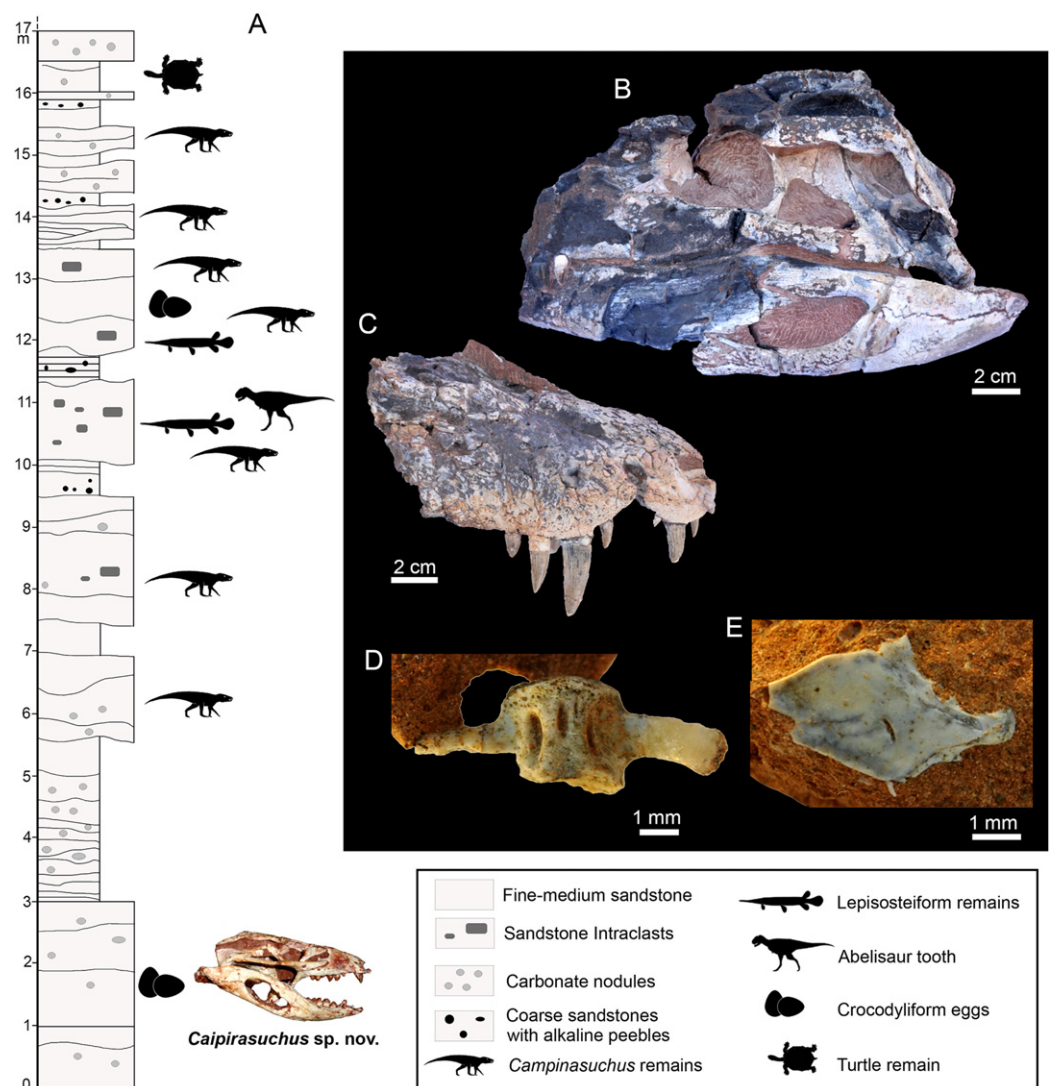 A
17
m
16
15
14
13
12
11
10
9
8
7
6
5
4
3
2
1
0
Caipirasuchus sp. nov.
B
2 cm
C
2 cm
D
1 mm
E
1 mm
Fine-medium sandstone
Sandstone Intraclasts
Carbonate nodules
Coarse sandstones
with alkaline peebles
Campinasuchus remains
Lepisosteiform remains
Abelisaur tooth
Crocodyliform eggs
Turtle remain